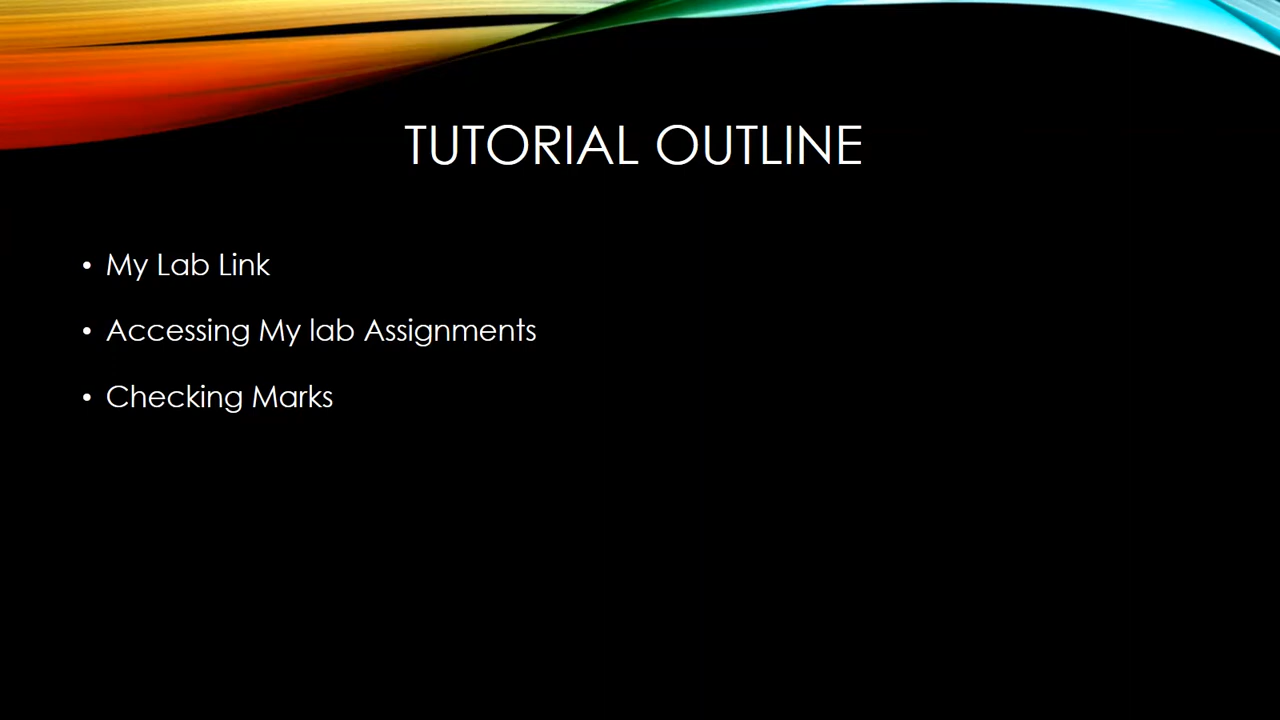 TUTORIAL OUTLINE
• My Lab Link
• Accessing My lab Assignments
• Checking Marks